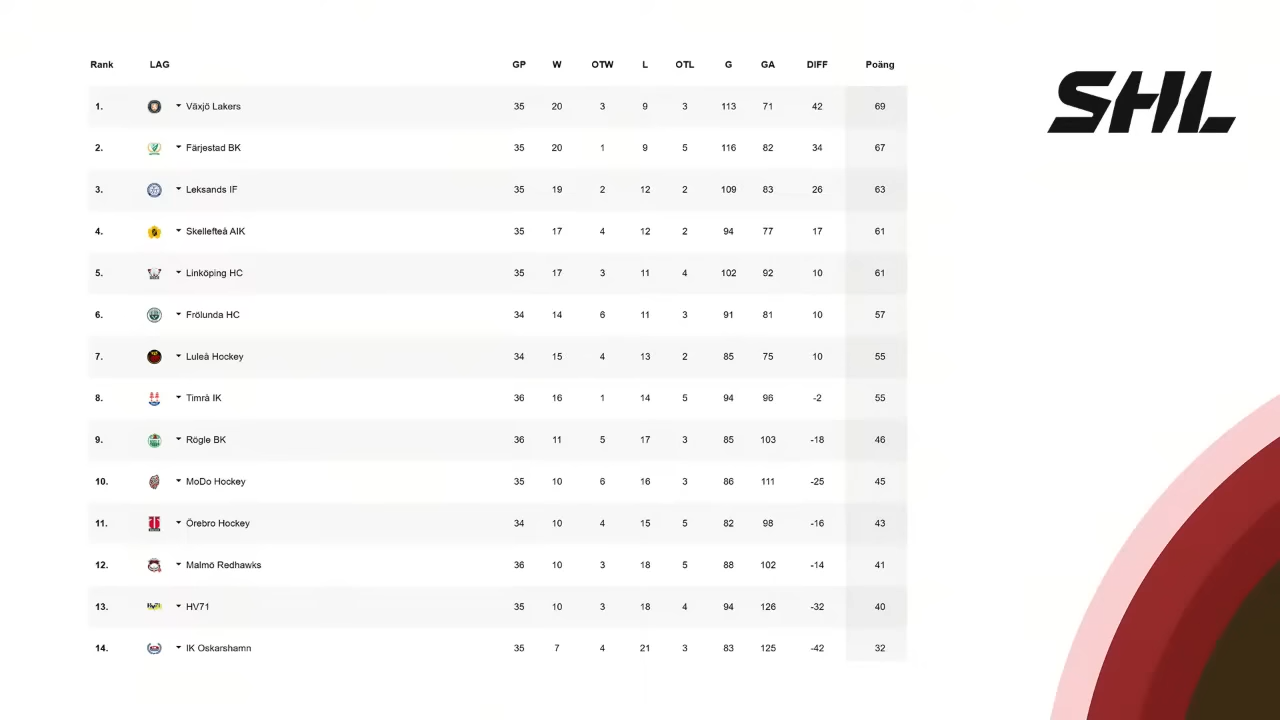 Rank LAG GP W OTW L OTL G GA DIFF Poäng
SHL
1. Växjö Lakers 35 20 3 9 3 113 71 42 69
2. Färjestad BK 35 20 1 9 5 116 82 34 67
3. Leksands IF 35 19 2 12 2 109 83 26 63
4. Skellefteå AIK 35 17 4 12 2 94 77 17 61
5. Linköping HC 35 17 3 11 4 102 92 10 61
6. Frölunda HC 34 14 6 11 3 91 81 10 57
7. Luleå Hockey 34 15 4 13 2 85 75 10 55
8. Timrå IK 36 16 1 14 5 94 96 -2 55
9. Rögle BK 36 11 5 17 3 85 103 -18 46
10. MoDo Hockey 35 10 6 16 3 86 111 -25 45
11. Örebro Hockey 34 10 4 15 5 82 98 -16 43
12. Malmö Redhawks 36 10 3 18 5 88 102 -14 41
13. HV71 35 10 3 18 4 94 126 -32 40
14. IK Oskarshamn 35 7 4 21 3 83 125 -42 32